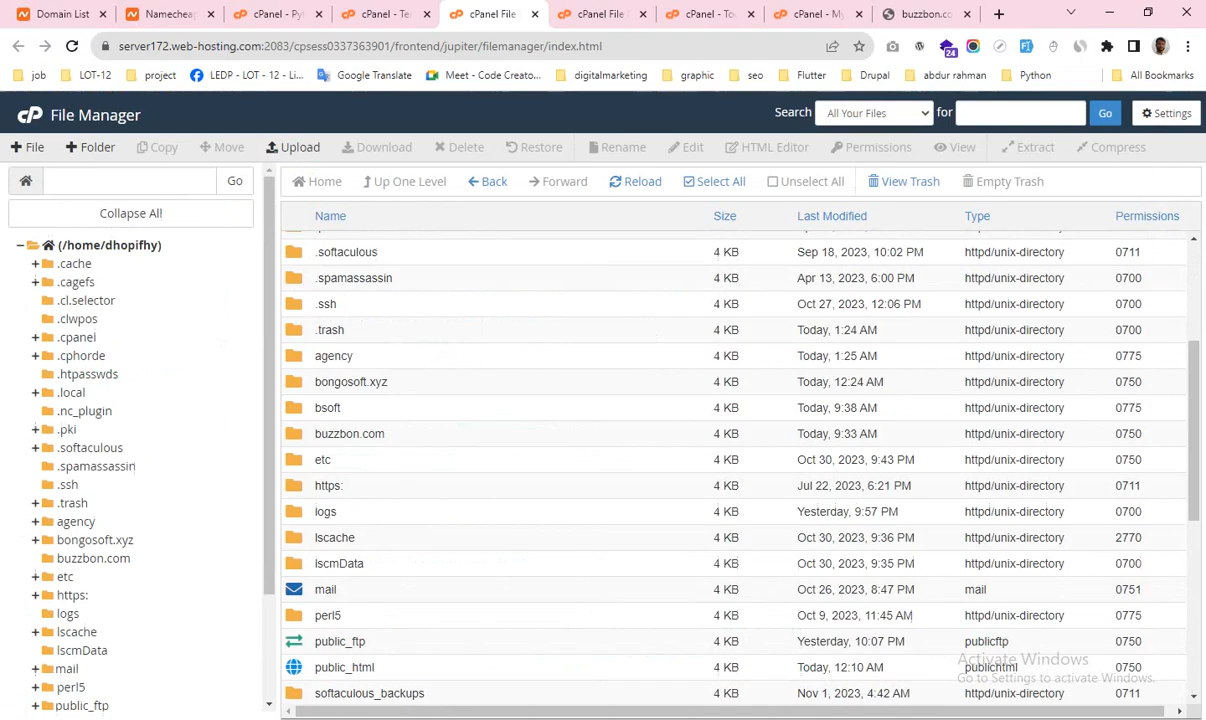 Domain List
Namecheap
cPanel - Pyt
cPanel - Te
cPanel File
cPanel File
cPanel - To
cPanel - My
buzzbon.co
server172.web-hosting.com:2083/cpsess0337363901/frontend/jupiter/filemanager/index.html
24
job
LOT-12
project
LEDP - LOT - 12 - Li...
Google Translate
Meet - Code Creato...
digitalmarketing
graphic
seo
Flutter
Drupal
abdur rahman
Python
All Bookmarks
cP File Manager
Search
All Your Files
for
Go
Settings
File
Folder
Copy
Move
Upload
Download
Delete
Restore
Rename
Edit
HTML Editor
Permissions
View
Extract
Compress
Go
Home
Up One Level
Back
Forward
Reload
Select All
Unselect All
View Trash
Empty Trash
Collapse All
(/home/dhopifhy)
.cache
.cagefs
.cl.selector
.clwpos
.cpanel
.cphorde
.htpasswds
.local
.nc_plugin
.pki
.softaculous
.spamassassin
.ssh
.trash
agency
bongosoft.xyz
buzzbon.com
etc
https:
logs
lscache
lscmData
mail
perl5
public_ftp
Name Size Last Modified Type Permissions
.softaculous 4 KB Sep 18, 2023, 10:02 PM httpd/unix-directory 0711
.spamassassin 4 KB Apr 13, 2023, 6:00 PM httpd/unix-directory 0700
.ssh 4 KB Oct 27, 2023, 12:06 PM httpd/unix-directory 0700
.trash 4 KB Today, 1:24 AM httpd/unix-directory 0700
agency 4 KB Today, 1:25 AM httpd/unix-directory 0775
bongosoft.xyz 4 KB Today, 12:24 AM httpd/unix-directory 0750
bsoft 4 KB Today, 9:38 AM httpd/unix-directory 0775
buzzbon.com 4 KB Today, 9:33 AM httpd/unix-directory 0750
etc 4 KB Oct 30, 2023, 9:43 PM httpd/unix-directory 0750
https: 4 KB Jul 22, 2023, 6:21 PM httpd/unix-directory 0711
logs 4 KB Yesterday, 9:57 PM httpd/unix-directory 0700
lscache 4 KB Oct 30, 2023, 9:36 PM httpd/unix-directory 2770
lscmData 4 KB Oct 30, 2023, 9:35 PM httpd/unix-directory 0700
mail 4 KB Oct 26, 2023, 8:47 PM mail 0751
perl5 4 KB Oct 9, 2023, 11:45 AM httpd/unix-directory 0775
public_ftp 4 KB Yesterday, 10:07 PM publicftp 0750
public_html 4 KB Today, 12:10 AM publichtml 0750
softaculous_backups 4 KB Nov 1, 2023, 4:42 AM httpd/unix-directory 0711
Activate Windows
Go to Settings to activate Windows.